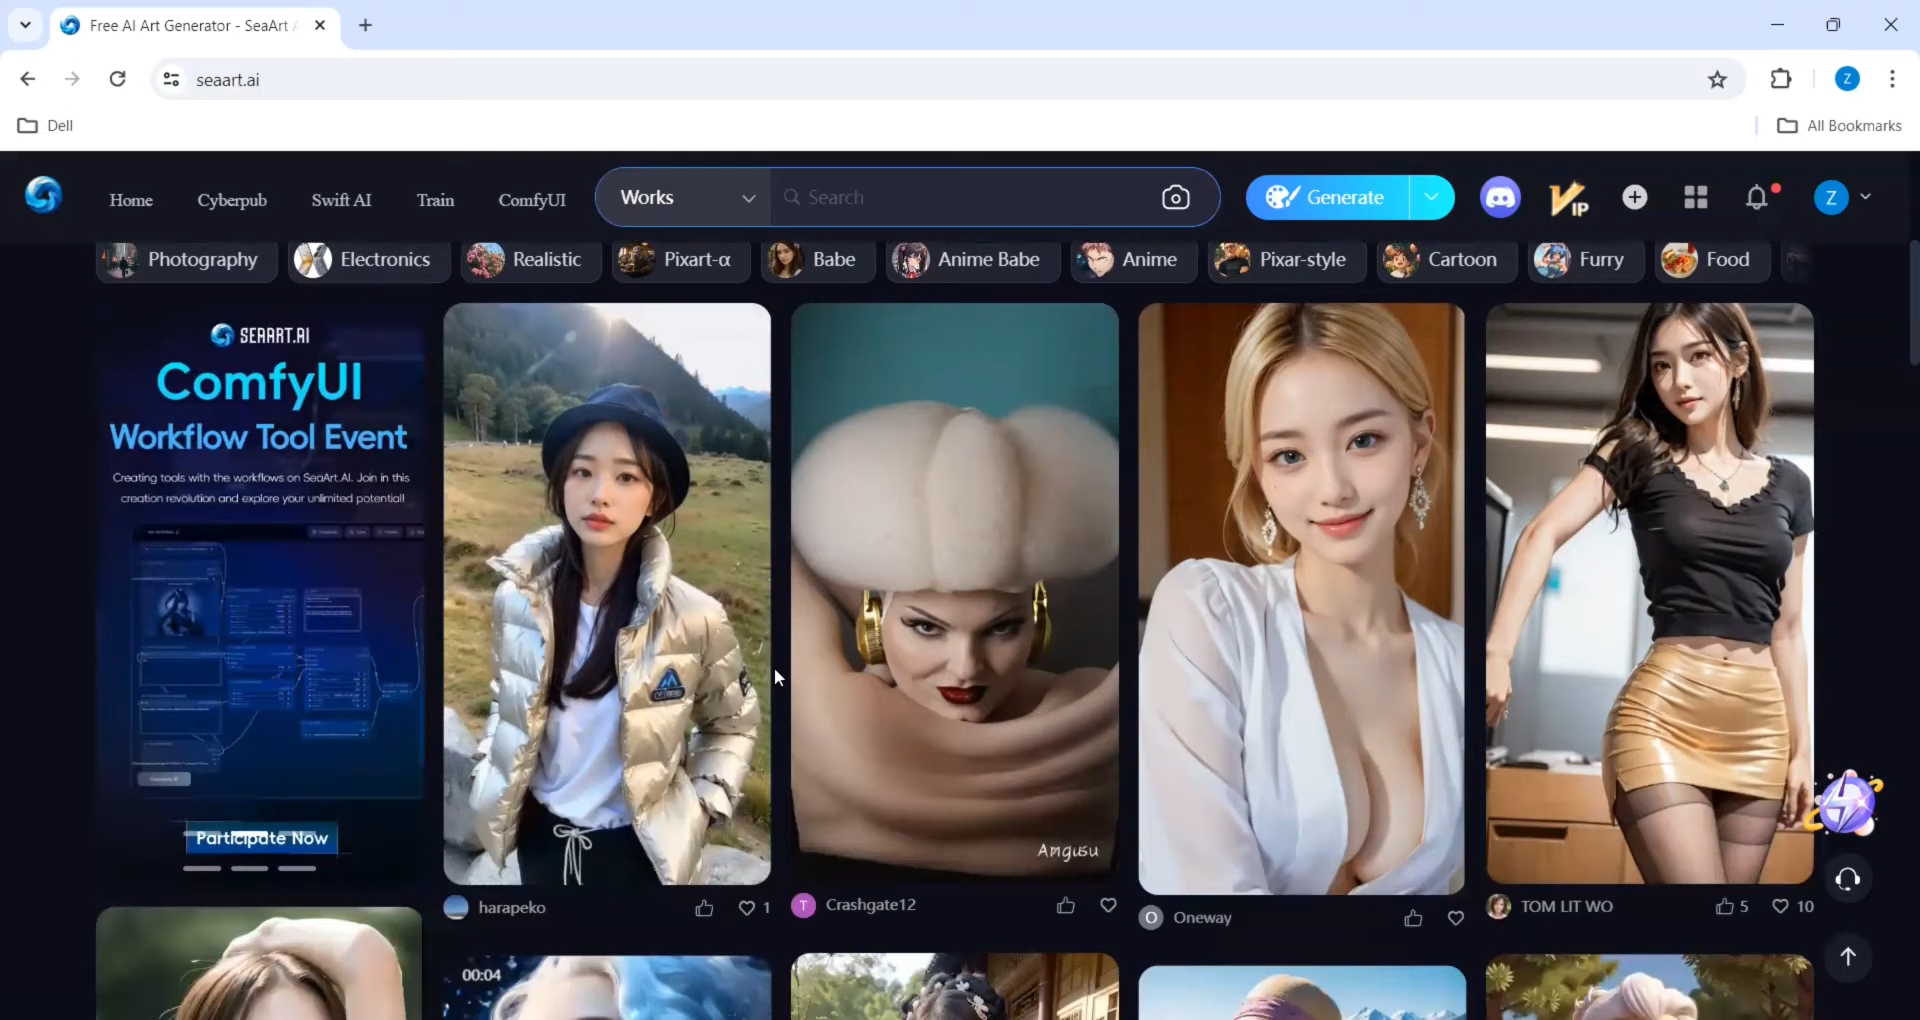 Free AI Art Generator - SeaArt A
seaart.ai
Dell
All Bookmarks
Home
Cyberpub
Swift AI
Train
ComfyUI
Works
Search
Generate
VIP
Z
Photography
Electronics
Realistic
Pixart-α
Babe
Anime Babe
Anime
Pixar-style
Cartoon
Furry
Food
SEAART.AI
ComfyUI
Workflow Tool Event
Creating tools with the workflows on SeaArt.AI. Join in this
creation revolution and explore your unlimited potential!
Participate Now
Amgusu
harapeko
1
T
Crashgate12
O
Oneway
TOM LIT WO
5
10
00:04